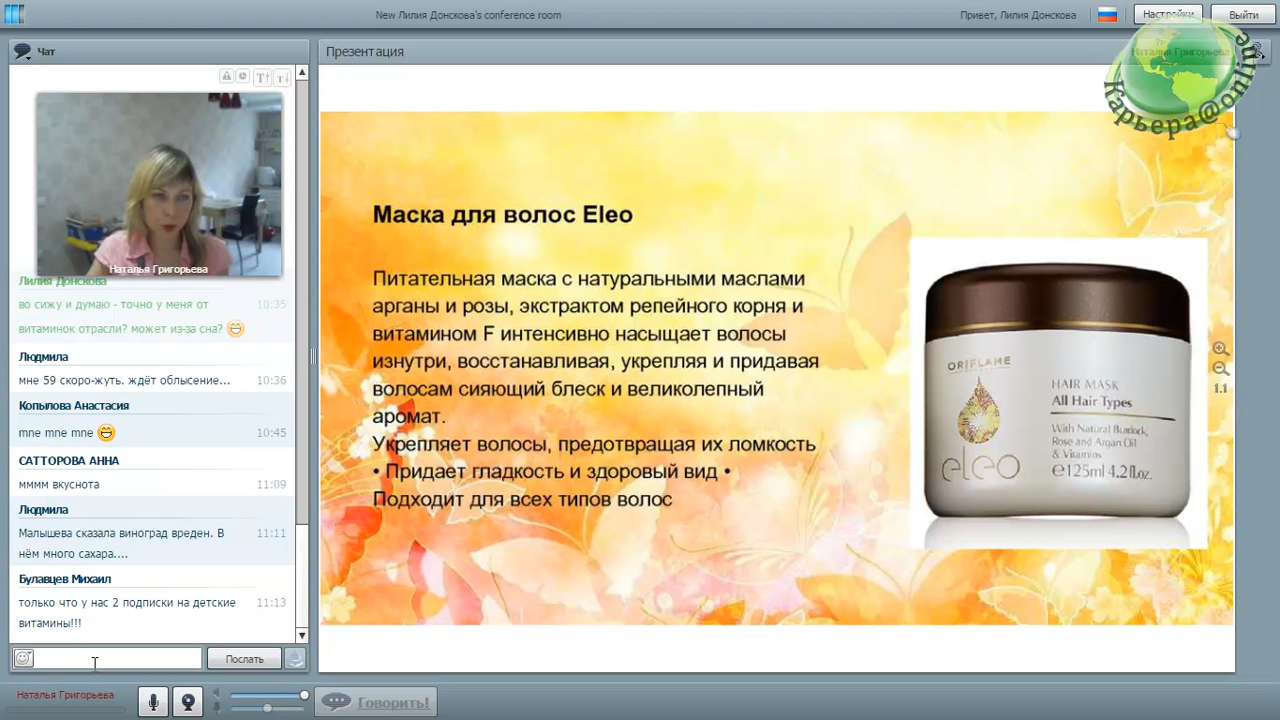 New Лилия Донскова's conference room
Привет, Лилия Донскова
Настройки
Выйти
Чат
Презентация
Наталья Григорьева
Карьера@online
Наталья Григорьева
Лилия Донскова
во сижу и думаю - точно у меня от 10:35
витаминок отрасли? может из-за сна?
Людмила
мне 59 скоро-жуть. ждёт облысение... 10:36
Копылова Анастасия
mne mne mne 10:45
САТТОРОВА АННА
мммм вкуснота 11:09
Людмила
Малышева сказала виноград вреден. В 11:11
нём много сахара....
Булавцев Михаил
только что у нас 2 подписки на детские 11:13
витамины!!!
Послать
Наталья Григорьева
Говорить!
Маска для волос Eleo
Питательная маска с натуральными маслами
арганы и розы, экстрактом репейного корня и
витамином F интенсивно насыщает волосы
изнутри, восстанавливая, укрепляя и придавая
волосам сияющий блеск и великолепный
аромат.
Укрепляет волосы, предотвращая их ломкость
• Придает гладкость и здоровый вид •
Подходит для всех типов волос
ORIFLAME
eleo
HAIR MASK
All Hair Types
With Natural Burdock,
Rose and Argan Oil
& Vitamins
℮125ml 4.2fl.oz.
1:1